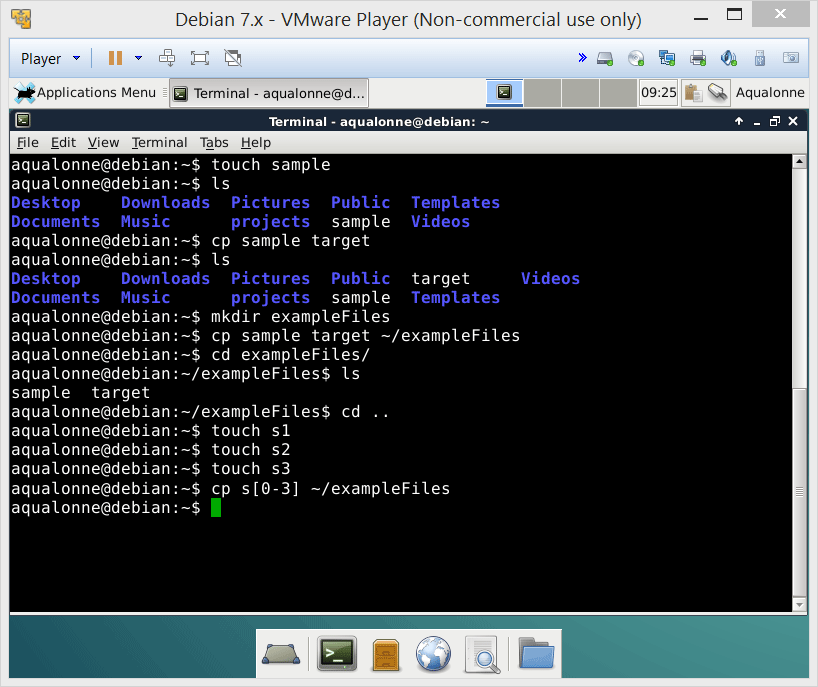 Debian 7.x - VMware Player (Non-commercial use only)
Player
Applications Menu Terminal - aqualonne@d... 09:25 Aqualonne
Terminal - aqualonne@debian: ~
File Edit View Terminal Tabs Help
aqualonne@debian:~$ touch sample
aqualonne@debian:~$ ls
Desktop Downloads Pictures Public Templates
Documents Music projects sample Videos
aqualonne@debian:~$ cp sample target
aqualonne@debian:~$ ls
Desktop Downloads Pictures Public target Videos
Documents Music projects sample Templates
aqualonne@debian:~$ mkdir exampleFiles
aqualonne@debian:~$ cp sample target ~/exampleFiles
aqualonne@debian:~$ cd exampleFiles/
aqualonne@debian:~/exampleFiles$ ls
sample target
aqualonne@debian:~/exampleFiles$ cd ..
aqualonne@debian:~$ touch s1
aqualonne@debian:~$ touch s2
aqualonne@debian:~$ touch s3
aqualonne@debian:~$ cp s[0-3] ~/exampleFiles
aqualonne@debian:~$